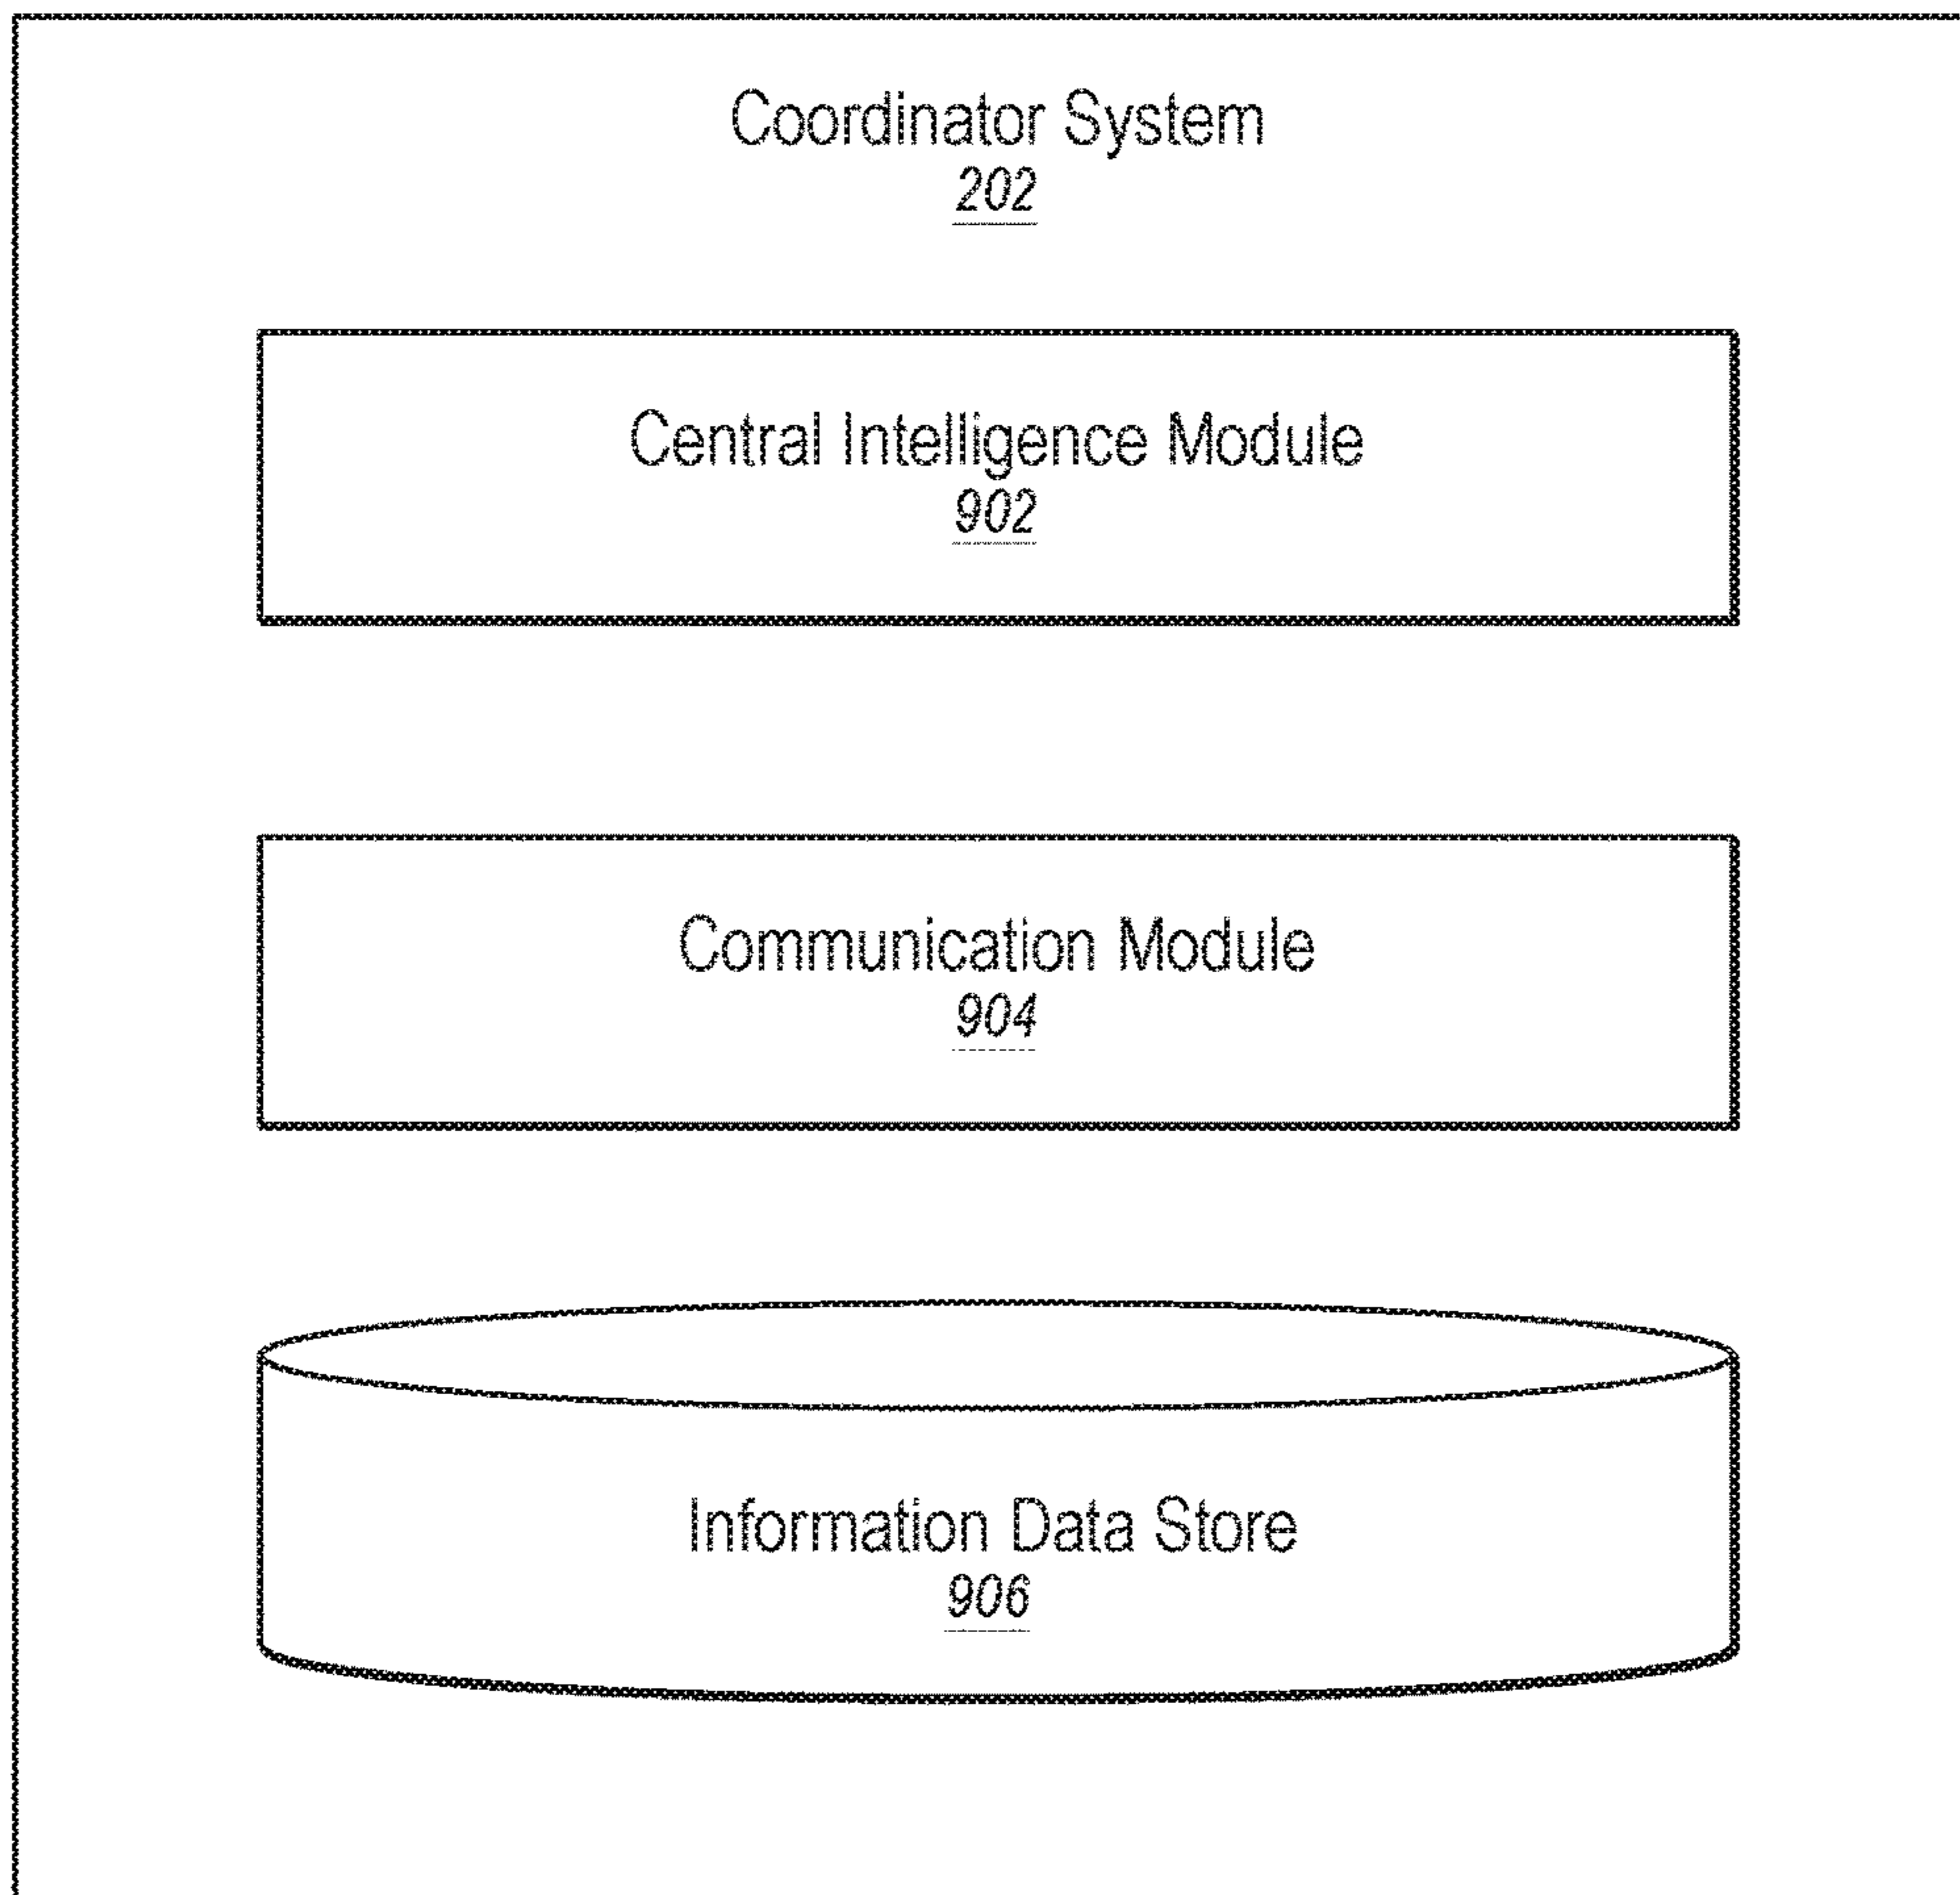 Coordinator System
202
Central Intelligence Module
902
Communication Module
904
Information Data Store
906